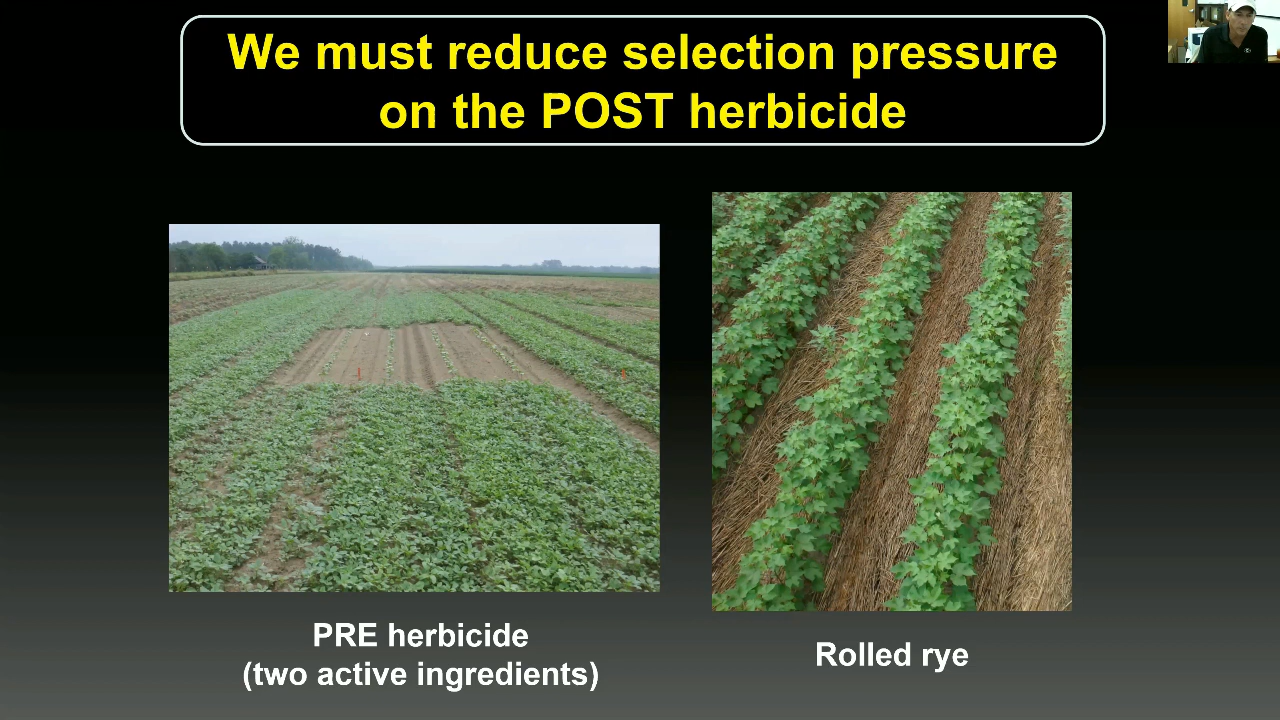 We must reduce selection pressure
on the POST herbicide
PRE herbicide
(two active ingredients)
Rolled rye